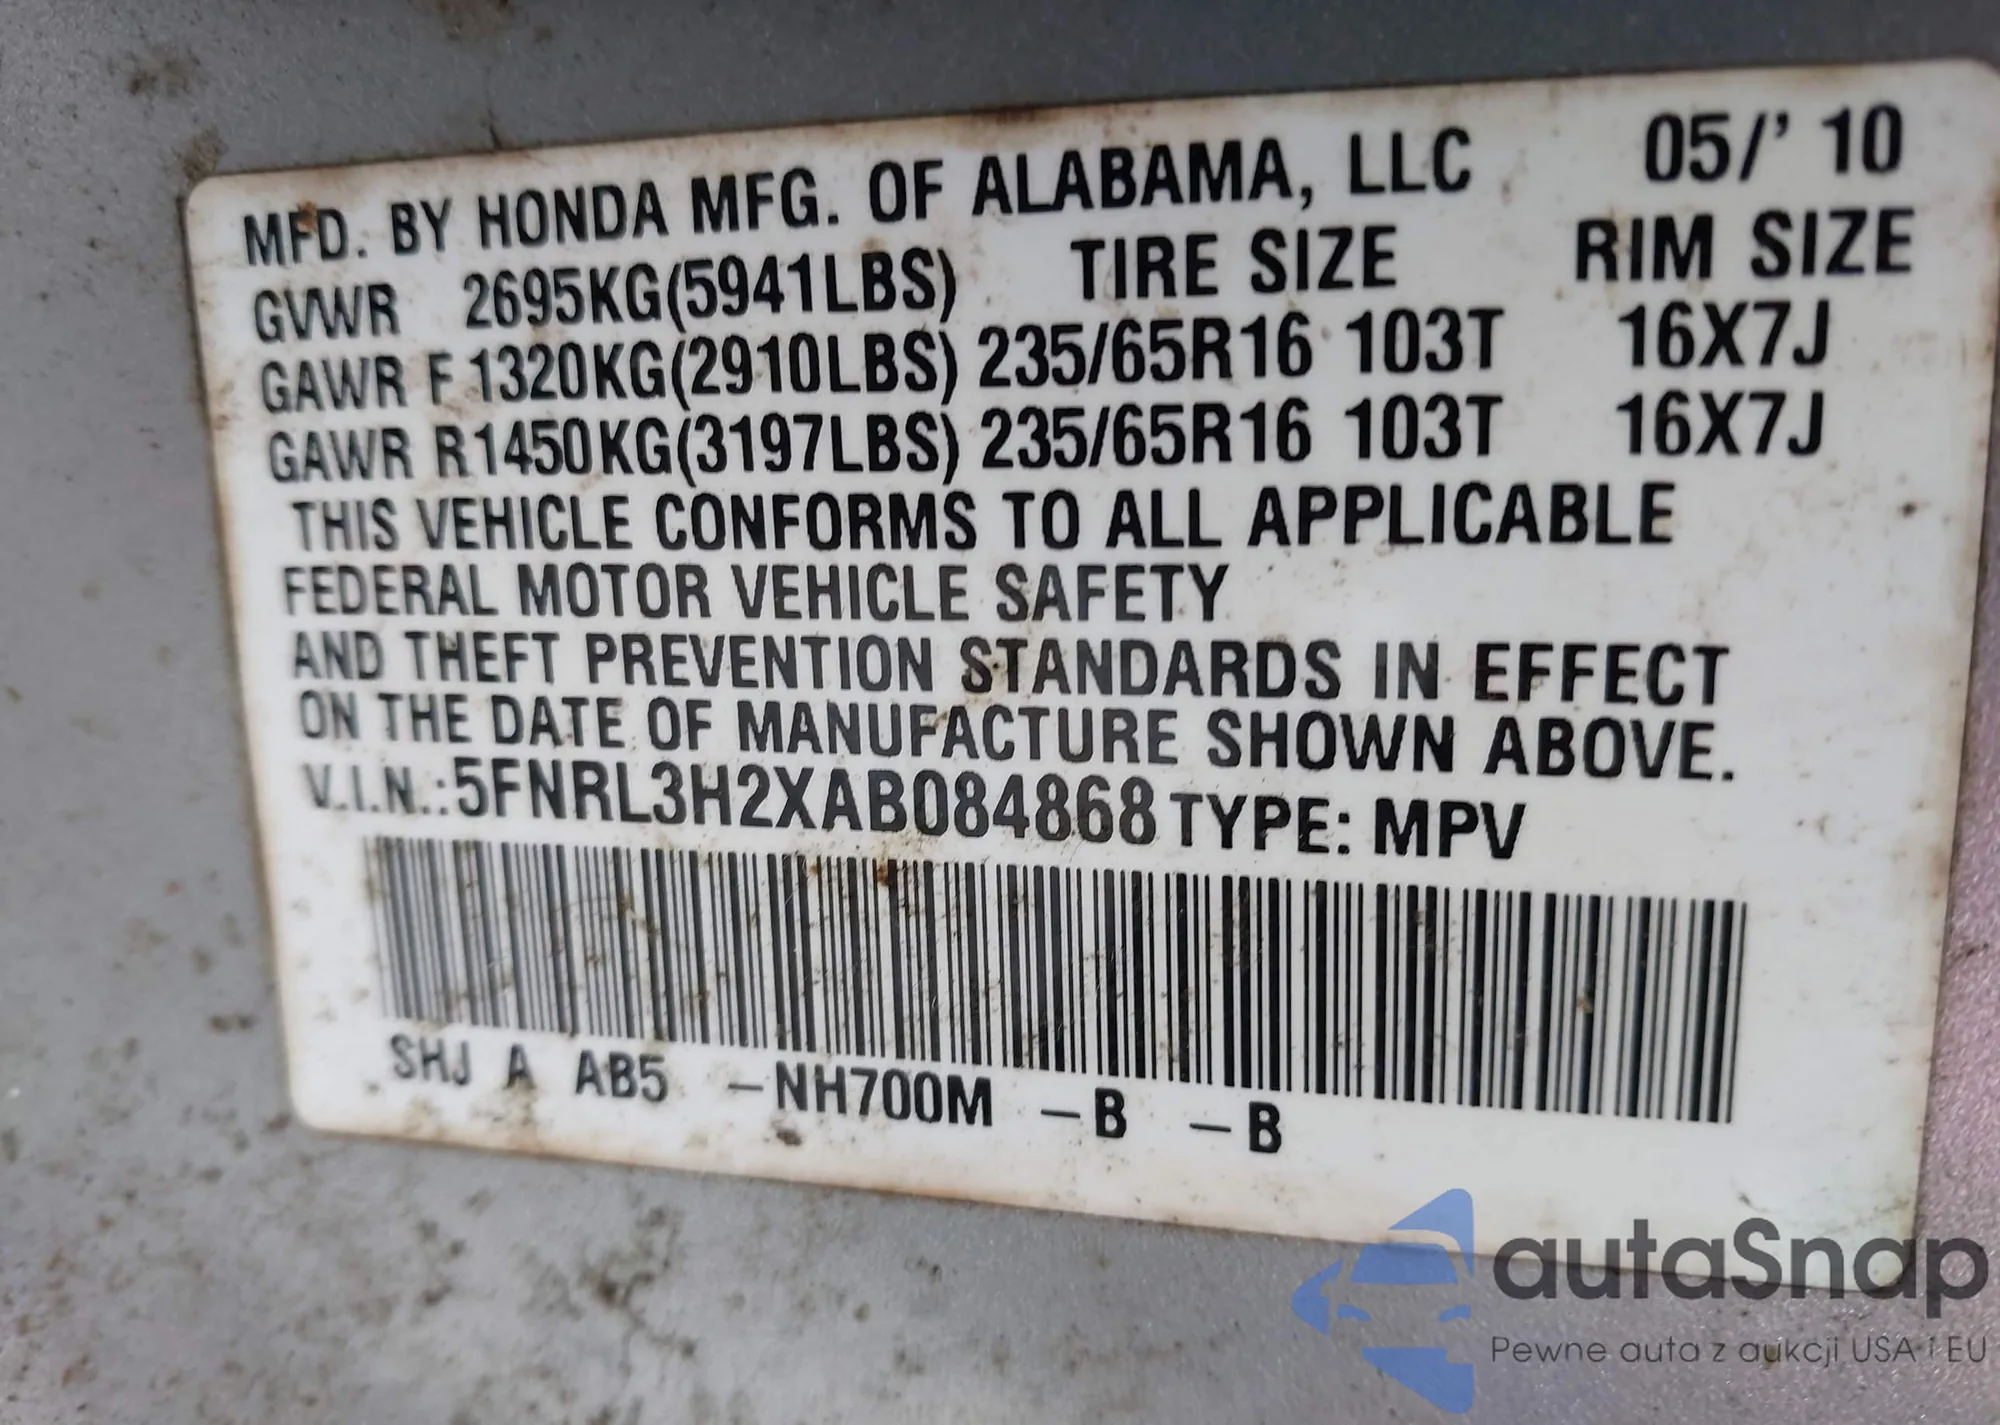 MFD. BY HONDA MFG. OF ALABAMA, LLC 05/' 10
GVWR 2695KG(5941LBS) TIRE SIZE RIM SIZE
GAWR F 1320KG(2910LBS) 235/65R16 103T 16X7J
GAWR R1450KG(3197LBS) 235/65R16 103T 16X7J
THIS VEHICLE CONFORMS TO ALL APPLICABLE
FEDERAL MOTOR VEHICLE SAFETY
AND THEFT PREVENTION STANDARDS IN EFFECT
ON THE DATE OF MANUFACTURE SHOWN ABOVE.
V.I.N.:5FNRL3H2XAB084868 TYPE: MPV
SHJ A AB5 –NH700M –B –B
autaSnap
Pewne auta z aukcji USA i EU